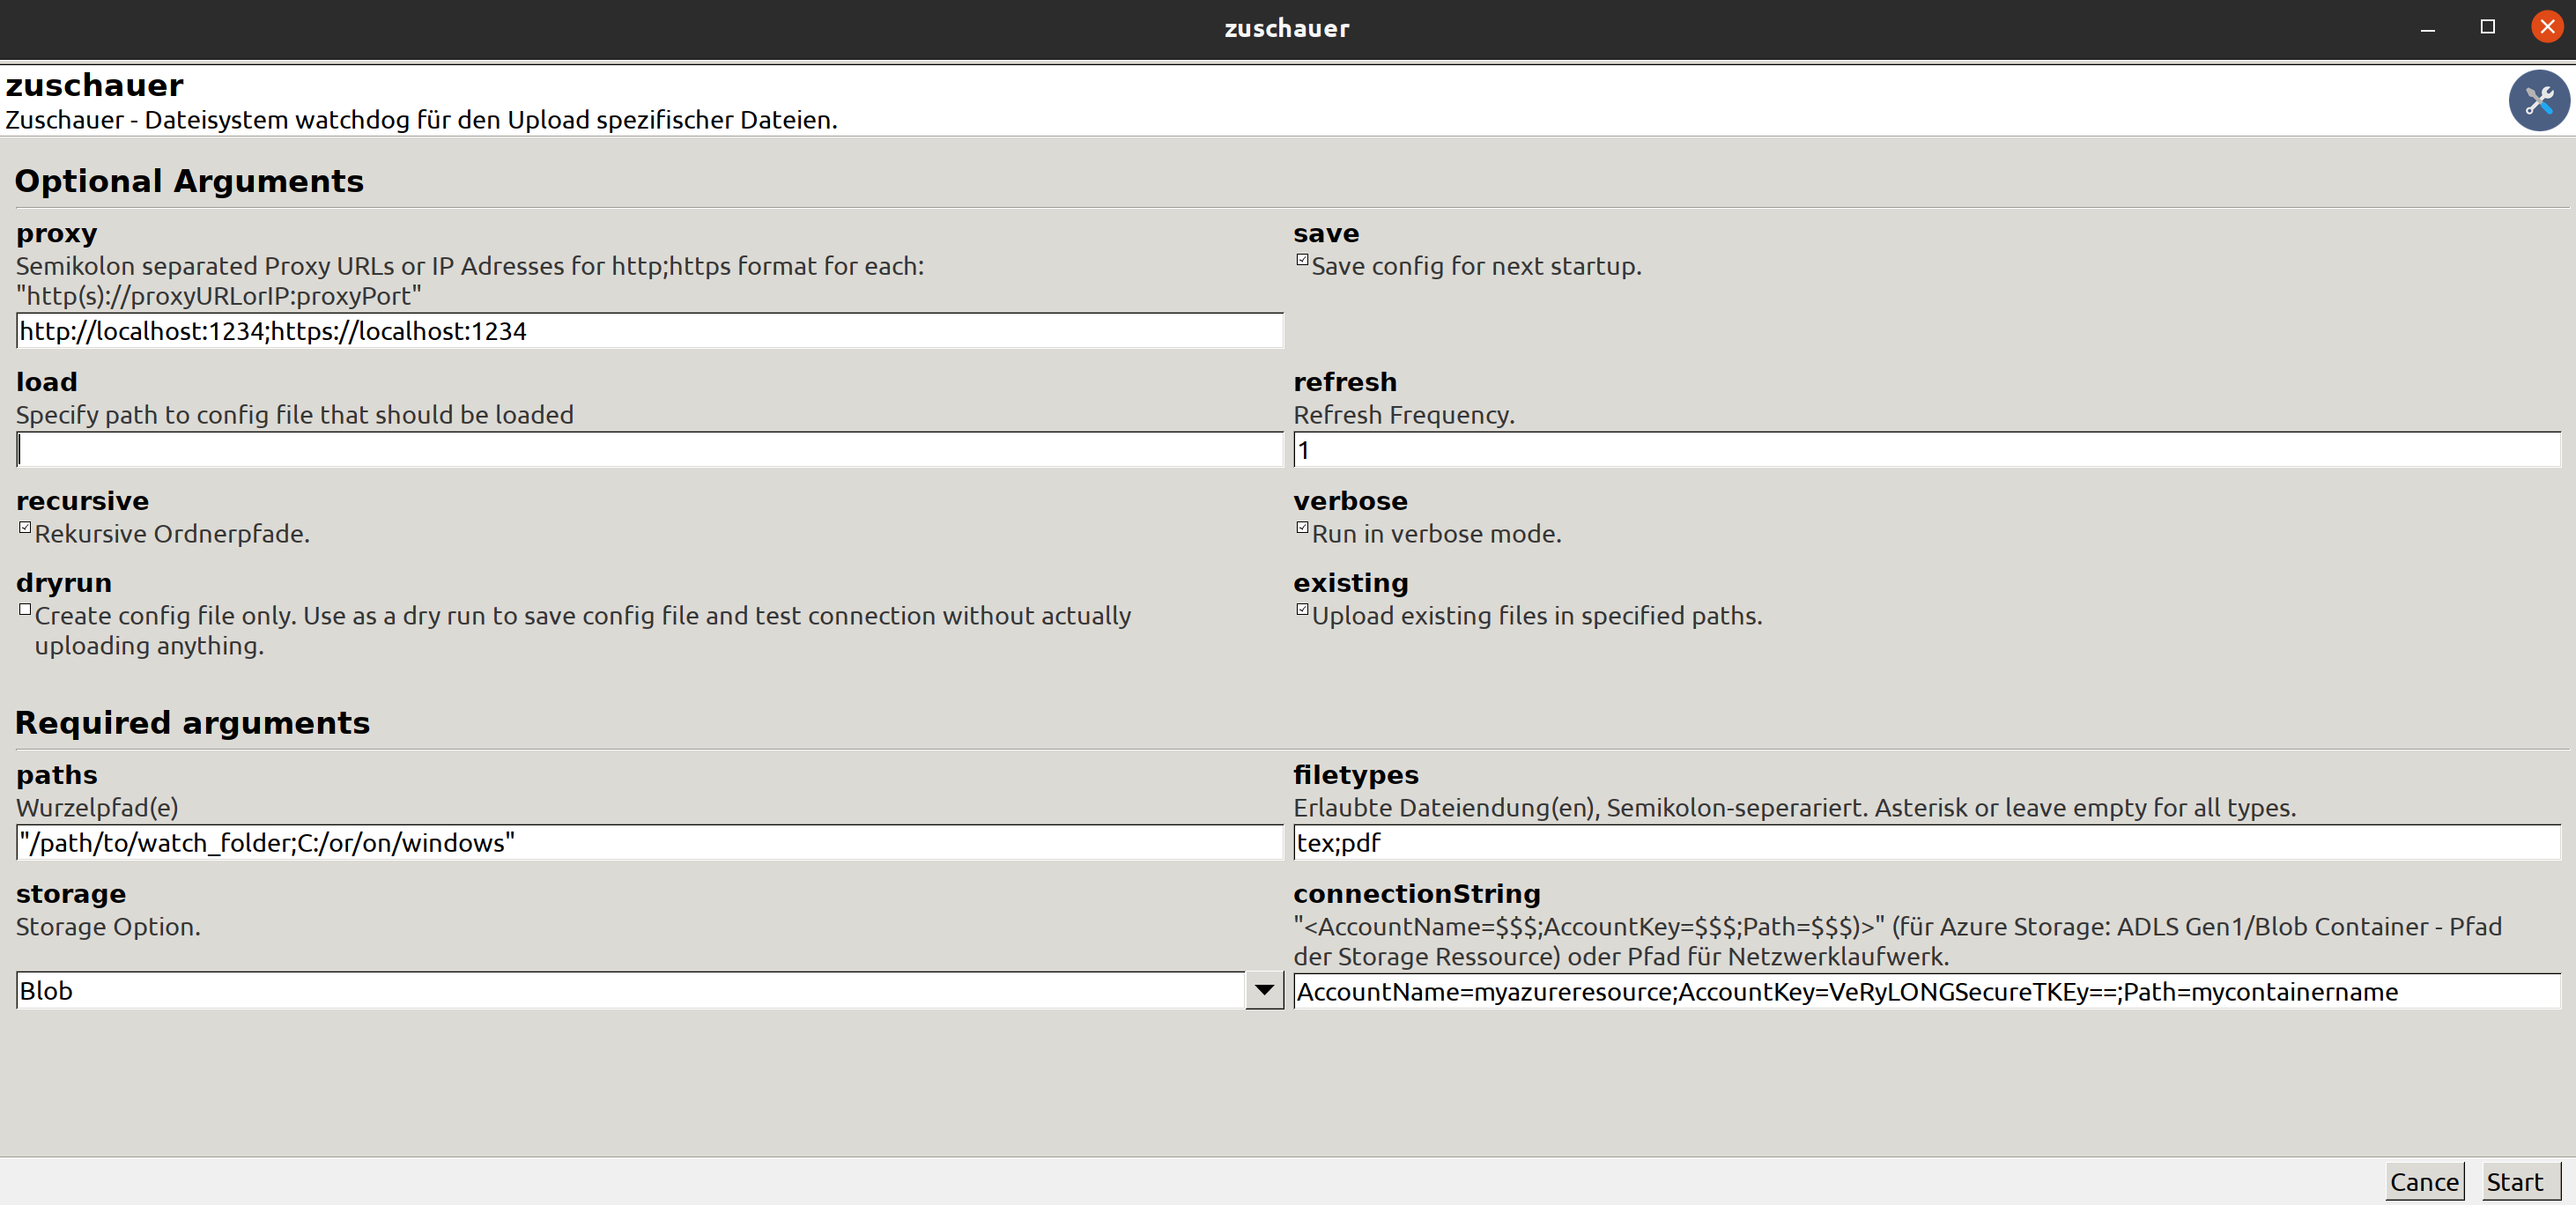 zuschauer
zuschauer
Zuschauer - Dateisystem watchdog für den Upload spezifischer Dateien.
Optional Arguments
proxy
Semikolon separated Proxy URLs or IP Adresses for http;https format for each:
"http(s)://proxyURLorIP:proxyPort"
http://localhost:1234;https://localhost:1234
save
Save config for next startup.
load
Specify path to config file that should be loaded
refresh
Refresh Frequency.
1
recursive
Rekursive Ordnerpfade.
verbose
Run in verbose mode.
dryrun
Create config file only. Use as a dry run to save config file and test connection without actually
uploading anything.
existing
Upload existing files in specified paths.
Required arguments
paths
Wurzelpfad(e)
"/path/to/watch_folder;C:/or/on/windows"
filetypes
Erlaubte Dateiendung(en), Semikolon-seperariert. Asterisk or leave empty for all types.
tex;pdf
storage
Storage Option.
Blob
connectionString
"<AccountName=$$$;AccountKey=$$$;Path=$$$)>" (für Azure Storage: ADLS Gen1/Blob Container - Pfad
der Storage Ressource) oder Pfad für Netzwerklaufwerk.
AccountName=myazureresource;AccountKey=VeRyLONGSecureTKEy==;Path=mycontainername
Cance
Start